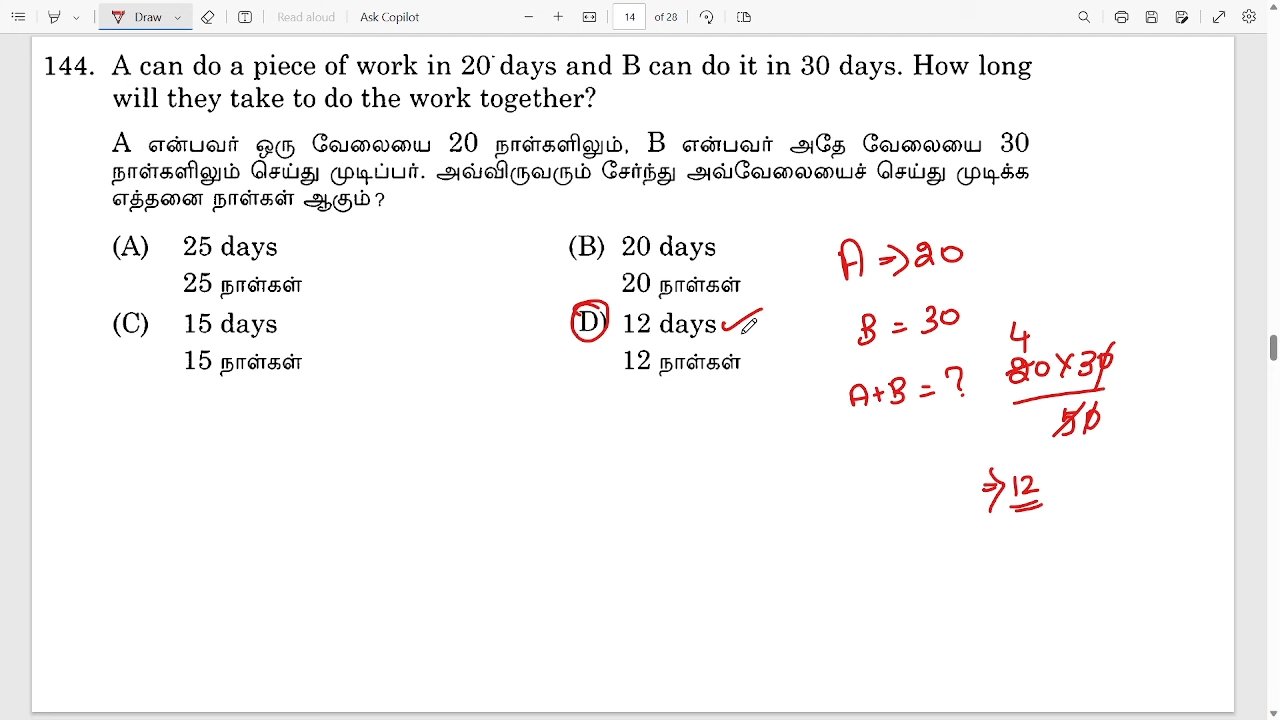 Draw Read aloud Ask Copilot 14 of 28
144. A can do a piece of work in 20 days and B can do it in 30 days. How long
will they take to do the work together?
A என்பவர் ஒரு வேலையை 20 நாள்களிலும், B என்பவர் அதே வேலையை 30
நாள்களிலும் செய்து முடிப்பர். அவ்விருவரும் சேர்ந்து அவ்வேலையைச் செய்து முடிக்க
எத்தனை நாள்கள் ஆகும்?
(A) 25 days (B) 20 days
25 நாள்கள் 20 நாள்கள்
(C) 15 days (D) 12 days
15 நாள்கள் 12 நாள்கள்
A ⇒ 20
B = 30
A+B = ?
4
20 × 30
50
⇒ 12